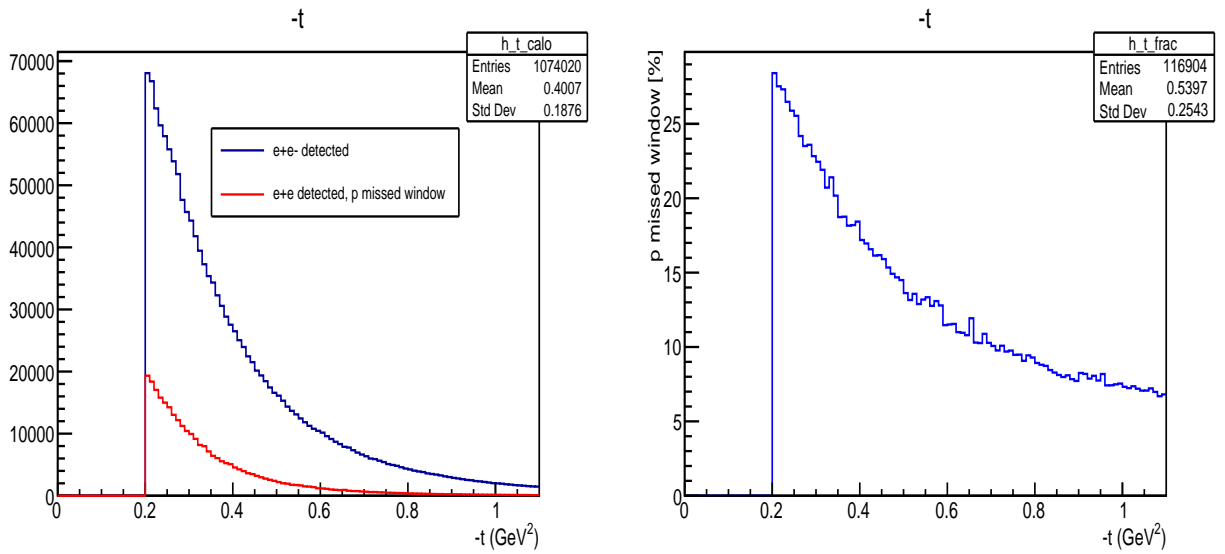 -t
h_t_calo
Entries 1074020
Mean 0.4007
Std Dev 0.1876
e+e- detected
e+e detected, p missed window
70000
60000
50000
40000
30000
20000
10000
0
0 0.2 0.4 0.6 0.8 1
-t (GeV²)
-t
h_t_frac
Entries 116904
Mean 0.5397
Std Dev 0.2543
p missed window [%]
25
20
15
10
5
0
0 0.2 0.4 0.6 0.8 1
-t (GeV²)